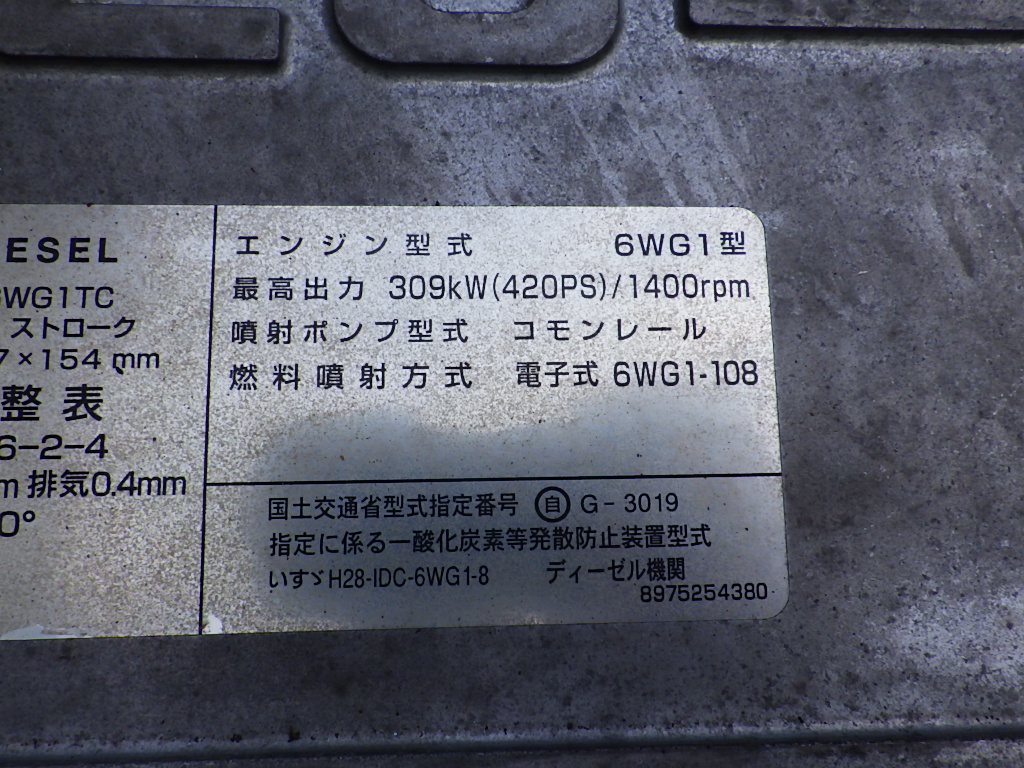 ESEL
WG1TC
ストローク
7×154mm
整表
6-2-4
m 排気0.4mm
0°
エンジン型式 6WG1型
最高出力 309kW(420PS)/1400rpm
噴射ポンプ型式 コモンレール
燃料噴射方式 電子式 6WG1-108
国土交通省型式指定番号 自 G-3019
指定に係る一酸化炭素等発散防止装置型式
いすゞH28-IDC-6WG1-8 ディーゼル機関
8975254380